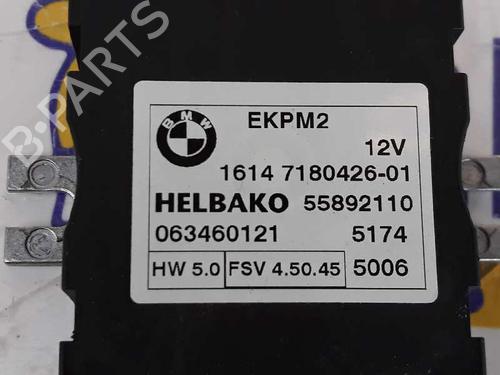 BMW
EKPM2
12V
1614 7180426-01
HELBAKO 55892110
063460121 5174
HW 5.0 FSV 4.50.45 5006
B-PARTS